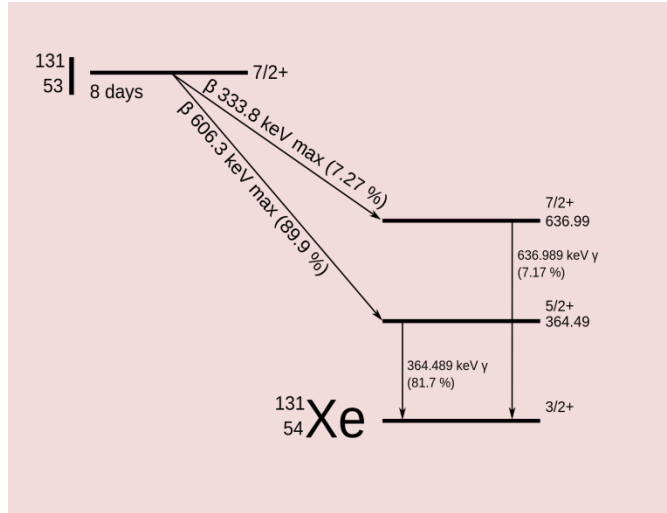 131
53 I
8 days
7/2+
β 333.8 keV max (7.27 %)
β 606.3 keV max (89.9 %)
7/2+
636.99
636.989 keV γ
(7.17 %)
5/2+
364.49
364.489 keV γ
(81.7 %)
131
54 Xe
3/2+